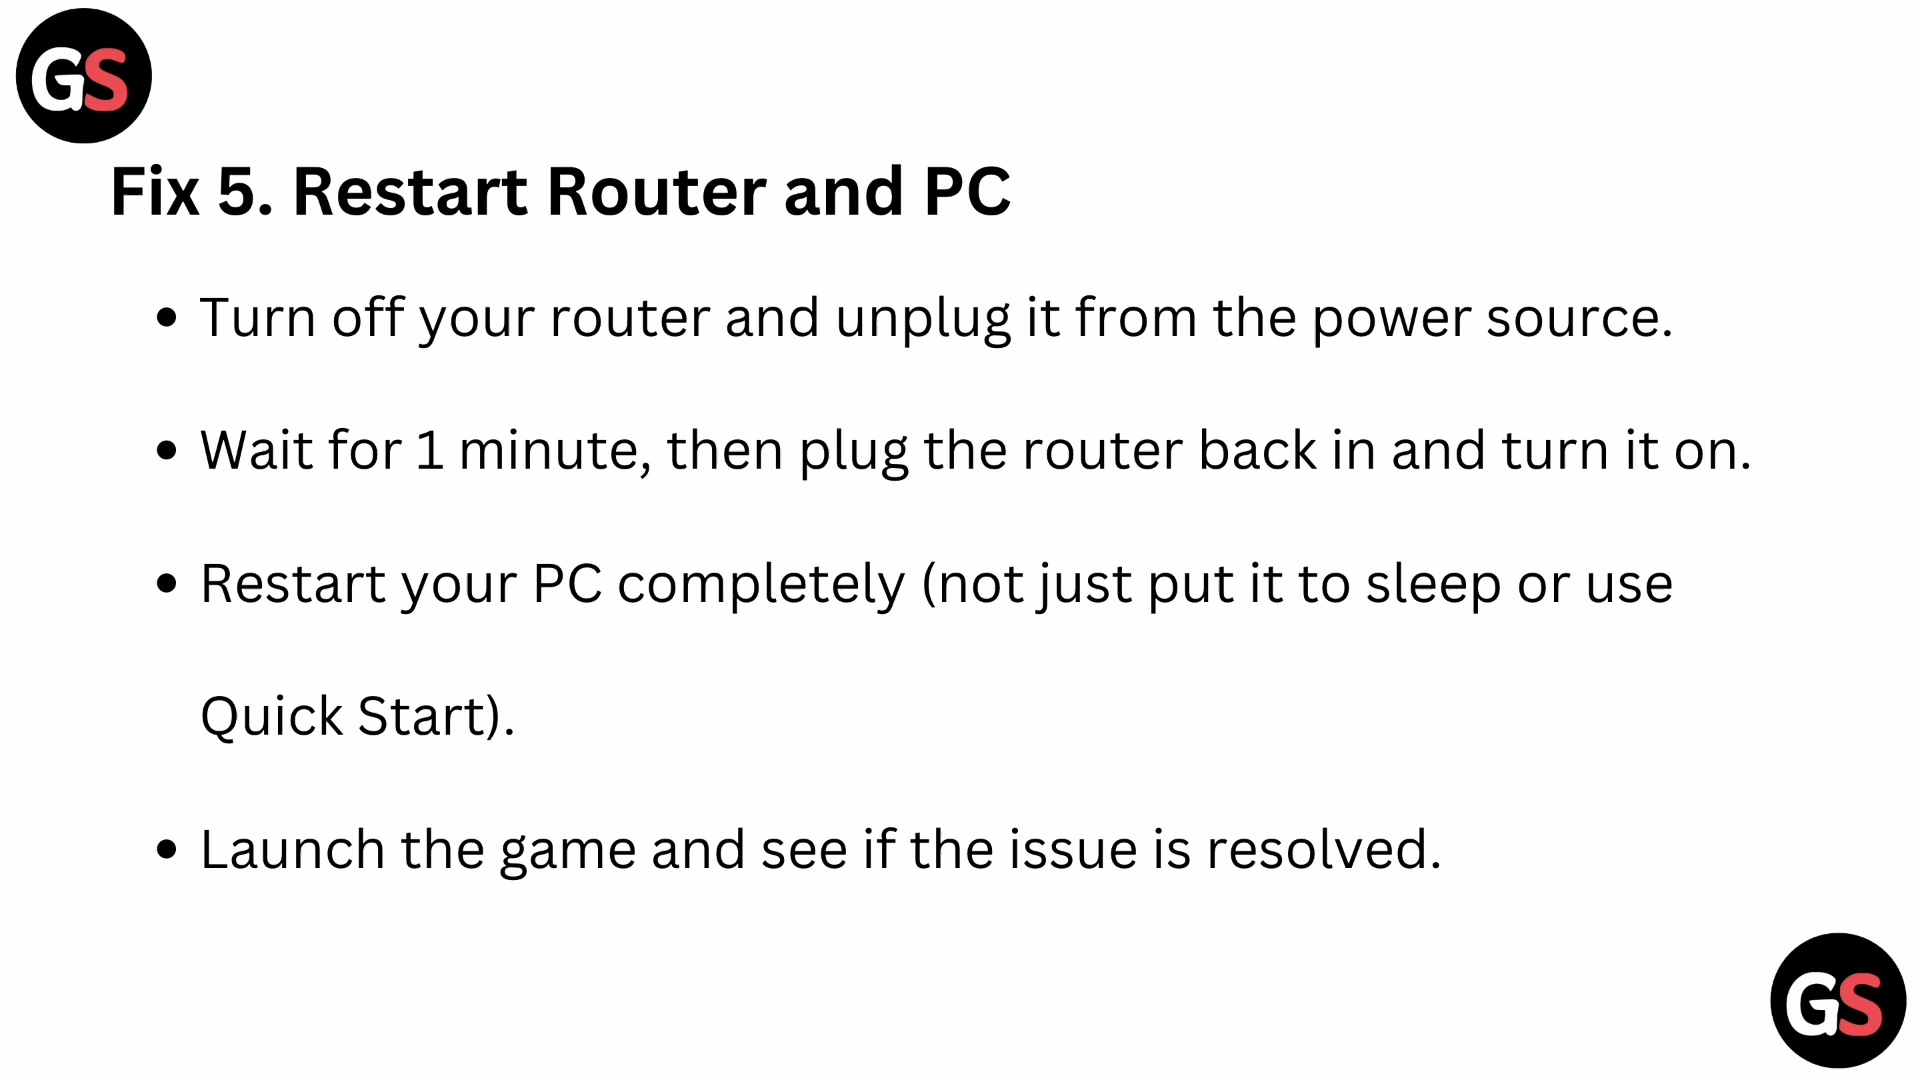 GS
Fix 5. Restart Router and PC
• Turn off your router and unplug it from the power source.
• Wait for 1 minute, then plug the router back in and turn it on.
• Restart your PC completely (not just put it to sleep or use
Quick Start).
• Launch the game and see if the issue is resolved.
GS